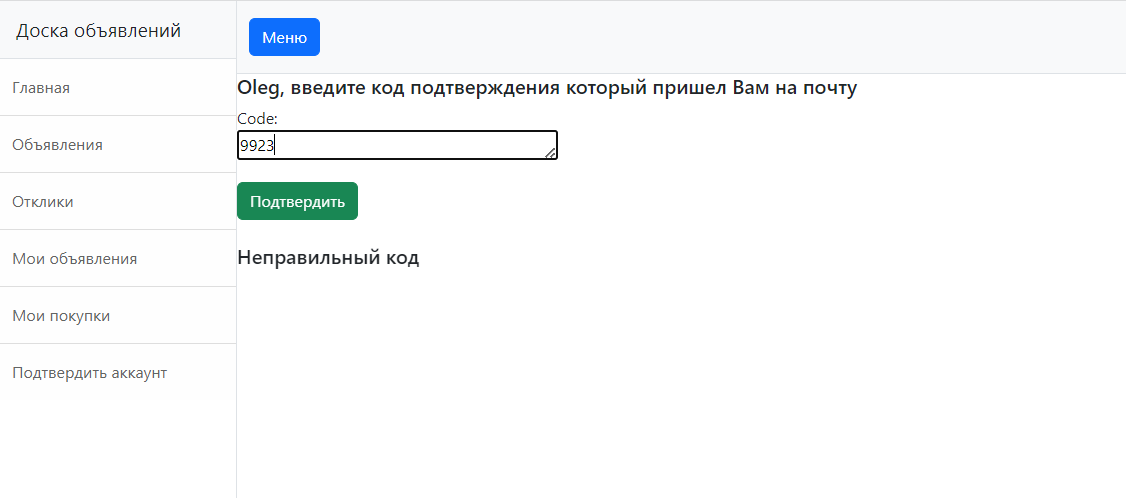 Доска объявлений
Меню
Главная
Объявления
Отклики
Мои объявления
Мои покупки
Подтвердить аккаунт
Oleg, введите код подтверждения который пришел Вам на почту
Code:
9923
Подтвердить
Неправильный код